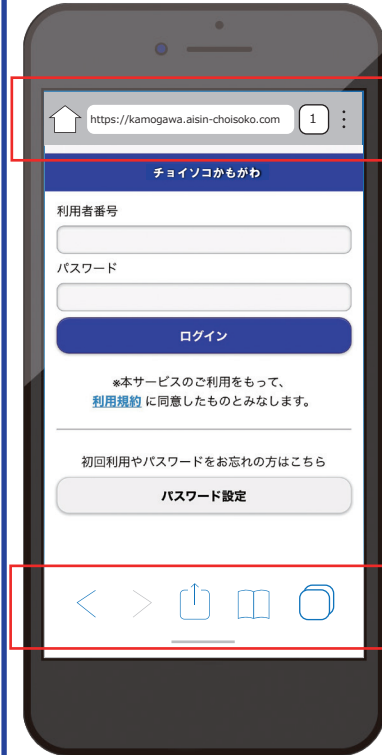 https://kamogawa.aisin-choisoko.com
1
チョイソコかもがわ
利用者番号
パスワード
ログイン
※本サービスのご利用をもって、
利用規約 に同意したものとみなします。
初回利用やパスワードをお忘れの方はこちら
パスワード設定